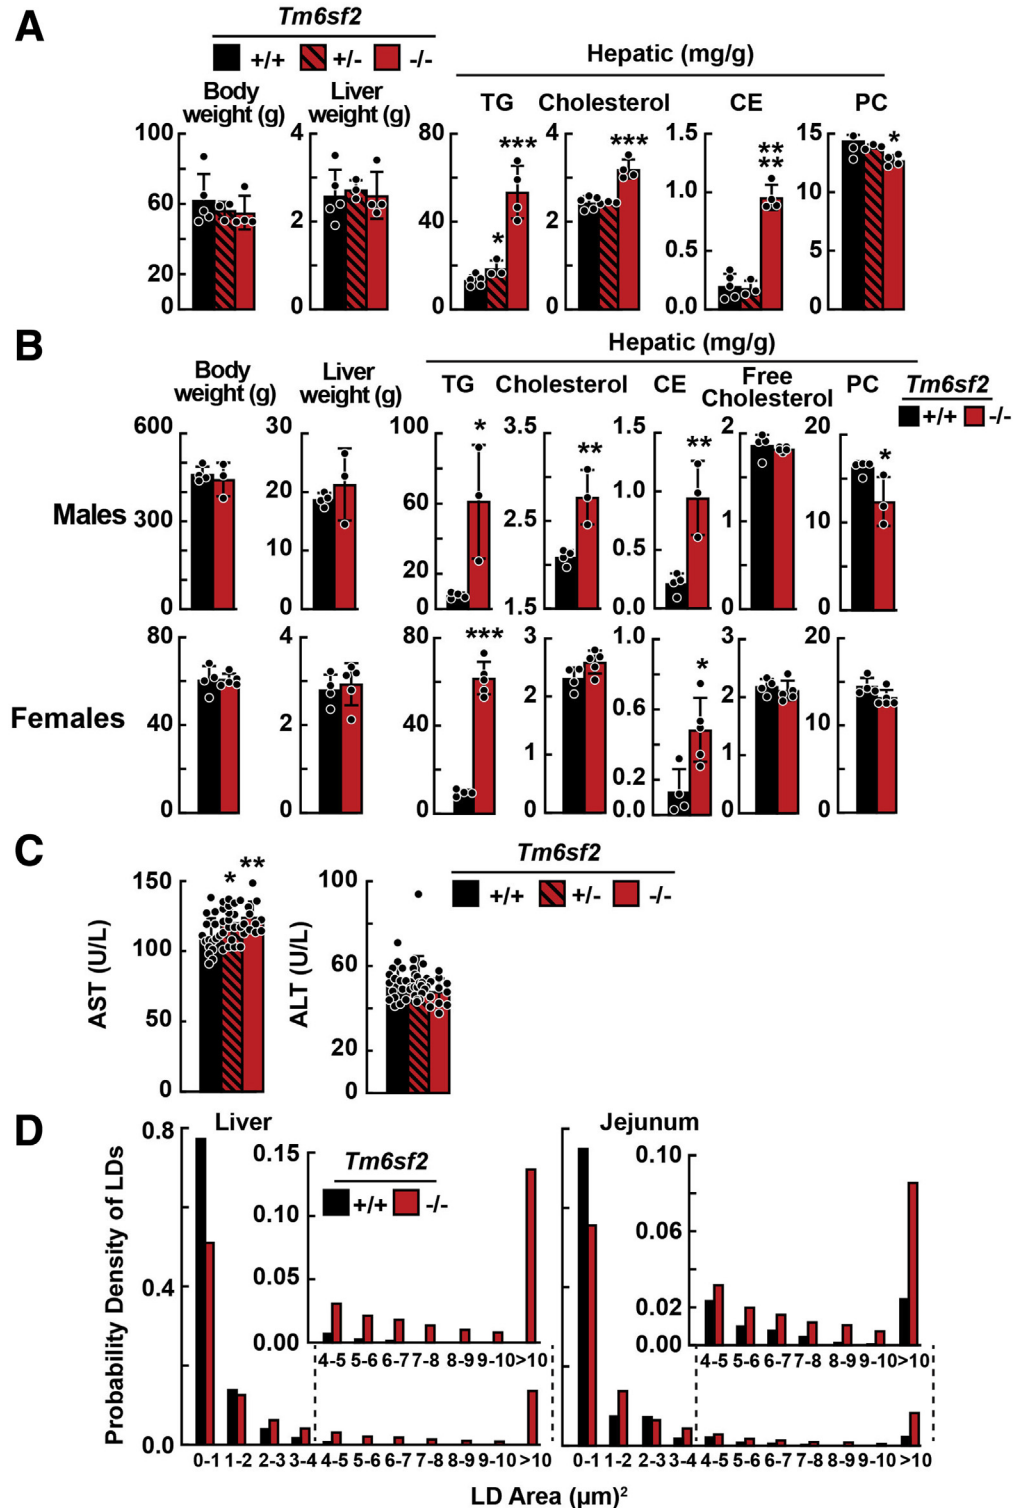 A
Tm6sf2
+/+ +/- -/-
Hepatic (mg/g)
Body weight (g)
Liver weight (g)
TG
Cholesterol
CE
PC
100
60
20
0
4
2
0
80
40
0
4
2
0
1.5
1.0
0.5
0.0
15
10
5
0
*
***
***
**
**
*
B
Hepatic (mg/g)
Body weight (g)
Liver weight (g)
TG
Cholesterol
CE
Free Cholesterol
PC
Tm6sf2
+/+ -/-
Males
600
300
0
30
20
10
0
100
60
20
0
3.5
2.5
1.5
1.5
1.0
0.5
0.0
2
1
0
20
10
0
*
**
**
*
Females
80
40
0
4
2
0
80
40
0
3
2
1
0
1.0
0.6
0.2
0.0
3
2
1
0
20
10
0
***
*
C
Tm6sf2
+/+ +/- -/-
AST (U/L)
150
100
50
0
* **
ALT (U/L)
100
60
20
0
D
Liver
Jejunum
Probability Density of LDs
0.8
0.4
0.0
Tm6sf2
+/+ -/-
0.15
0.10
0.05
0.00
4-5 5-6 6-7 7-8 8-9 9-10 >10
0.10
0.06
0.02
0.00
4-5 5-6 6-7 7-8 8-9 9-10 >10
0-1 1-2 2-3 3-4 4-5 5-6 6-7 7-8 8-9 9-10 >10
0-1 1-2 2-3 3-4 4-5 5-6 6-7 7-8 8-9 9-10 >10
LD Area (µm)²